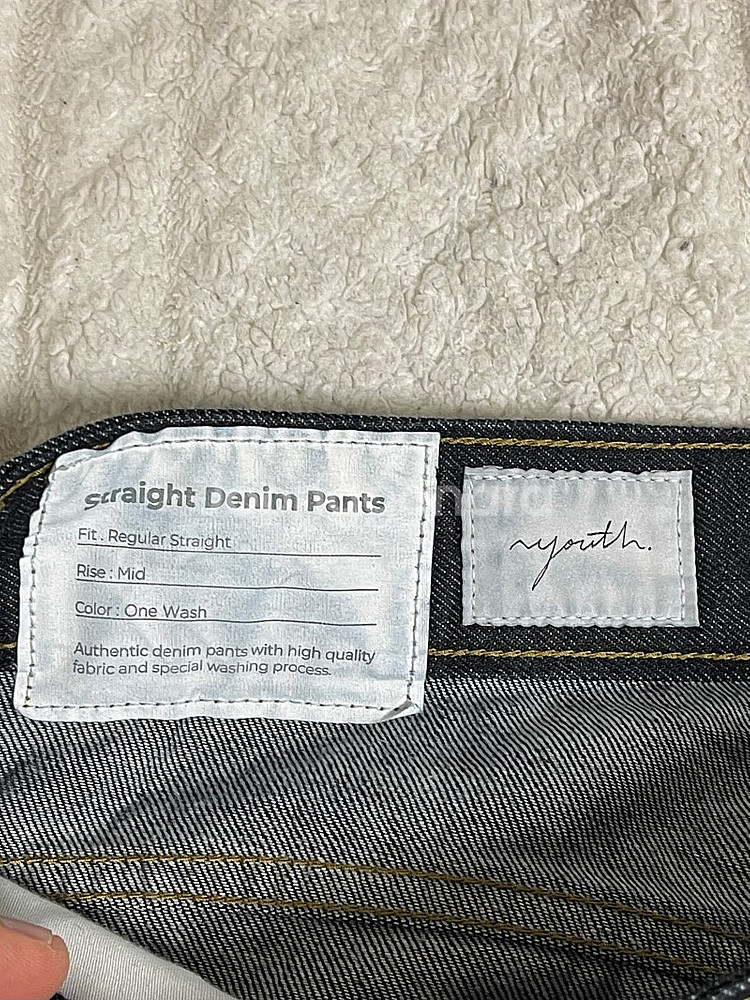 Straight Denim Pants
Fit : Regular Straight
Rise : Mid
Color : One Wash
Authentic denim pants with high quality
fabric and special washing process.
youth.